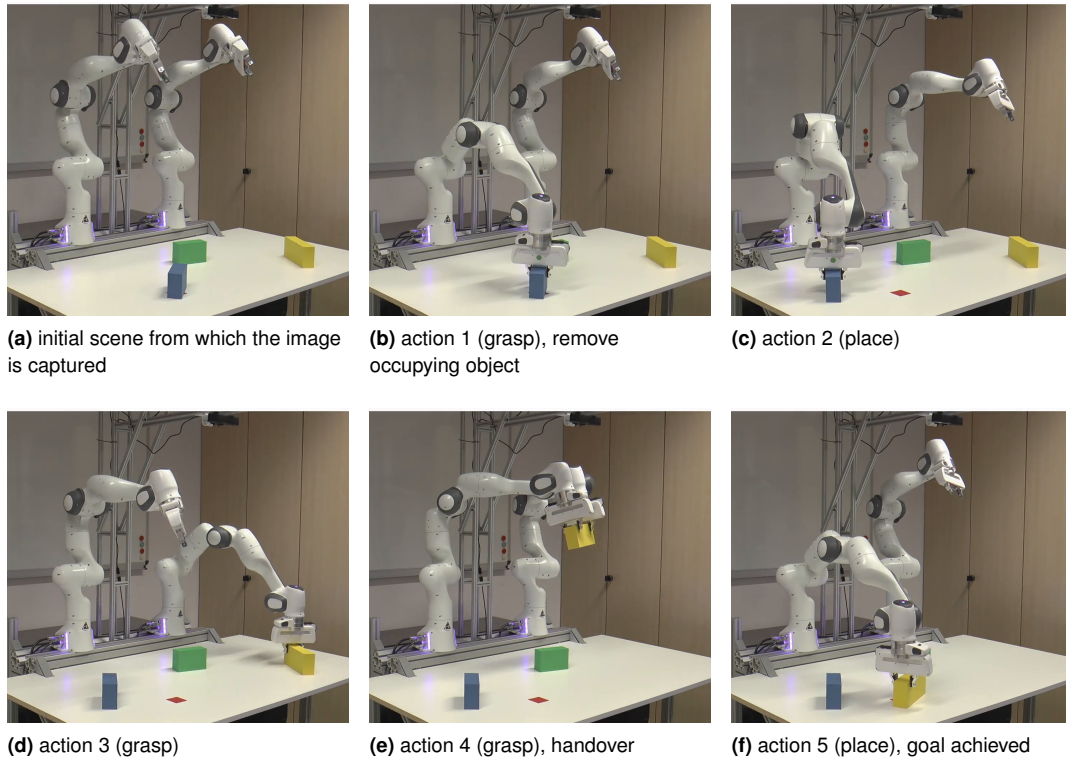 (a) initial scene from which the image
is captured
(b) action 1 (grasp), remove
occupying object
(c) action 2 (place)
(d) action 3 (grasp)
(e) action 4 (grasp), handover
(f) action 5 (place), goal achieved